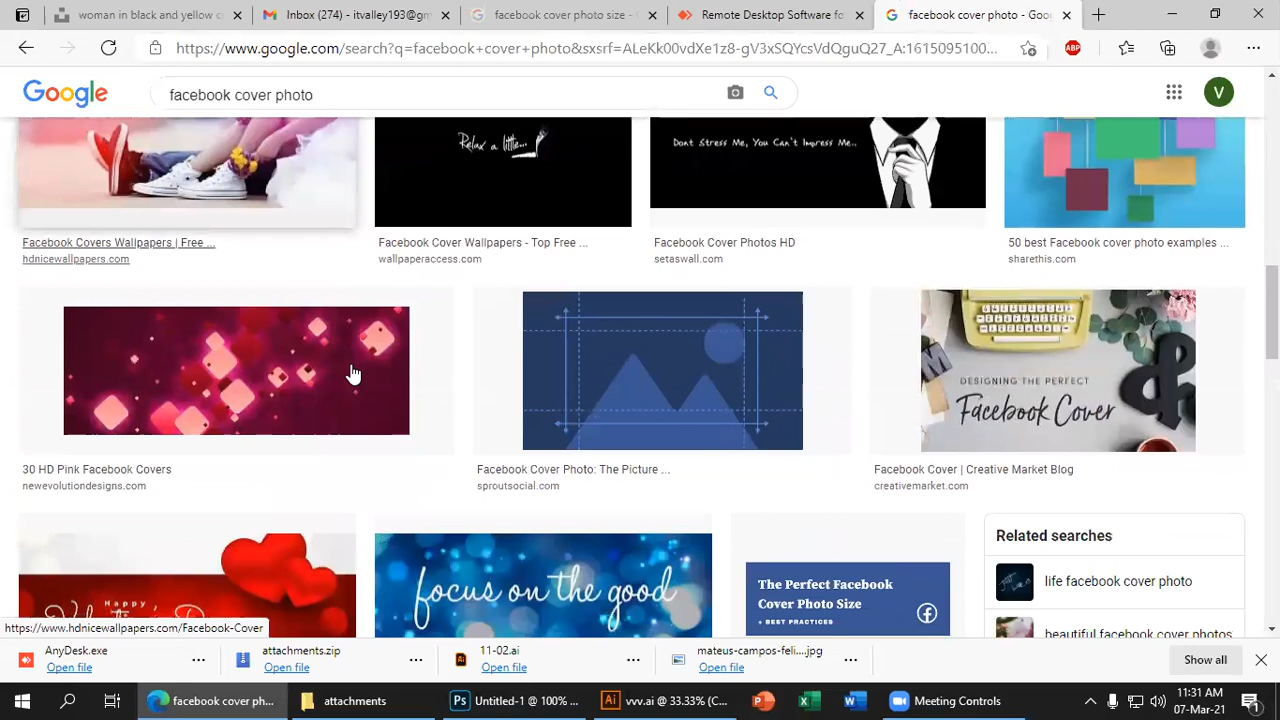 woman in black and yellow c
Inbox (274) – itvalley193@gm
facebook cover photo size -
Remote Desktop Software fo
facebook cover photo - Goo
https://www.google.com/search?q=facebook+cover+photo&sxsrf=ALeKk00vdXe1z8-gV3xSQYcsVdQguQ27_A:1615095100...
ABP
Google
facebook cover photo
V
Relax a little...
Dont Stress Me, You Can't Impress Me..
Facebook Covers Wallpapers | Free ...
hdnicewallpapers.com
Facebook Cover Wallpapers - Top Free ...
wallpaperaccess.com
Facebook Cover Photos HD
setaswall.com
50 best Facebook cover photo examples ...
sharethis.com
M
&
DESIGNING THE PERFECT
Facebook Cover
30 HD Pink Facebook Covers
newevolutiondesigns.com
Facebook Cover Photo: The Picture ...
sproutsocial.com
Facebook Cover | Creative Market Blog
creativemarket.com
Happy
focus on the good
The Perfect Facebook
Cover Photo Size
+ BEST PRACTICES
Related searches
life facebook cover photo
beautiful facebook cover photos
https://www.hdnicewallpapers.com/Facebook-Cover
AnyDesk.exe
Open file
attachments.zip
Open file
11-02.ai
Open file
mateus-campos-feli....jpg
Open file
Show all
facebook cover ph...
attachments
Untitled-1 @ 100% ...
vvv.ai @ 33.33% (C...
Meeting Controls
11:31 AM
07-Mar-21
1